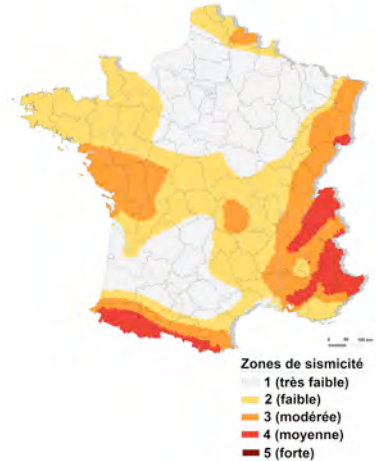 Zones de sismicité
1 (très faible)
2 (faible)
3 (modérée)
4 (moyenne)
5 (forte)